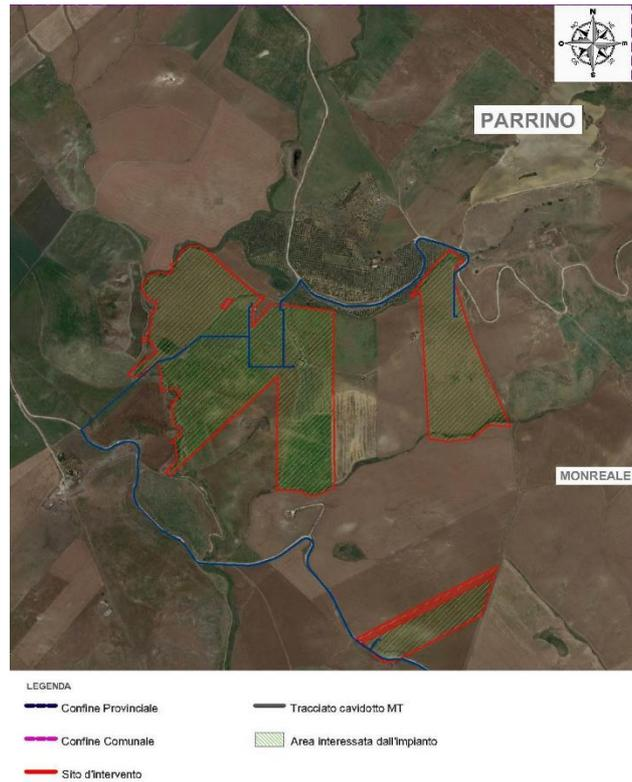 N
O
E
S
PARRINO
MONREALE
LEGENDA
Confine Provinciale
Tracciato cavidotto MT
Confine Comunale
Area interessata dall'impianto
Sito d'intervento